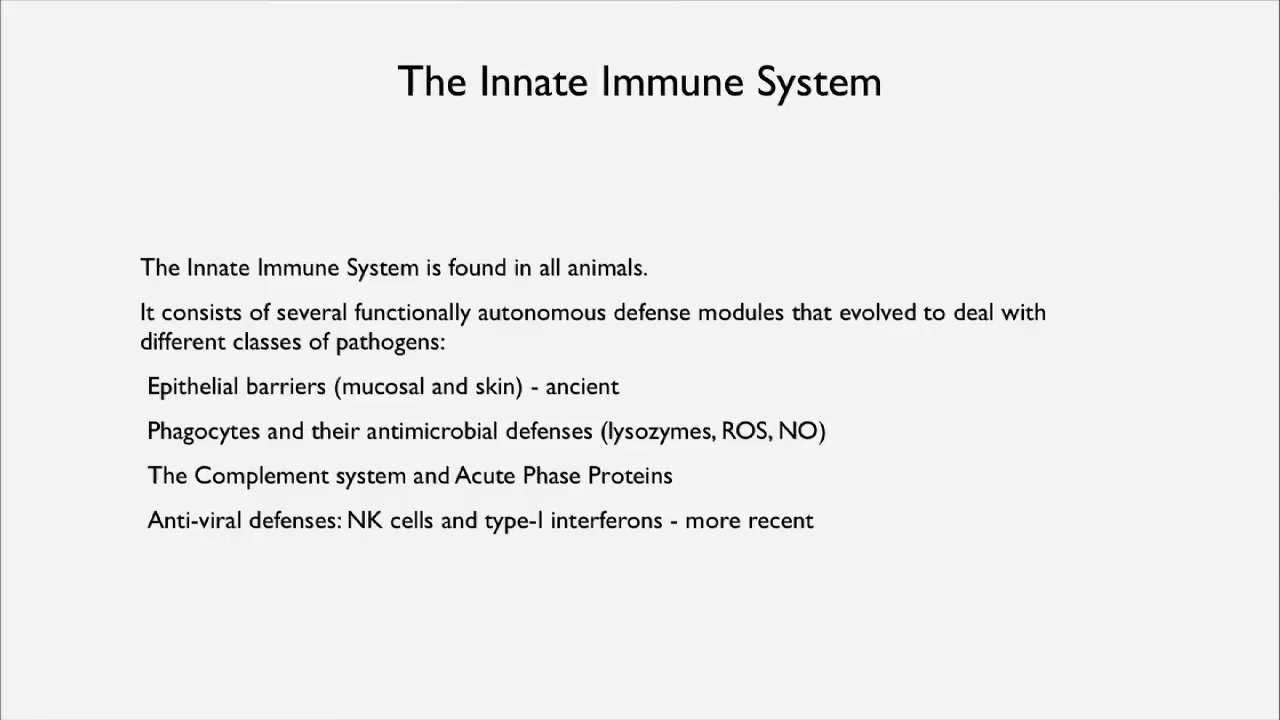 The Innate Immune System
The Innate Immune System is found in all animals.
It consists of several functionally autonomous defense modules that evolved to deal with
different classes of pathogens:
Epithelial barriers (mucosal and skin) - ancient
Phagocytes and their antimicrobial defenses (lysozymes, ROS, NO)
The Complement system and Acute Phase Proteins
Anti-viral defenses: NK cells and type-I interferons - more recent